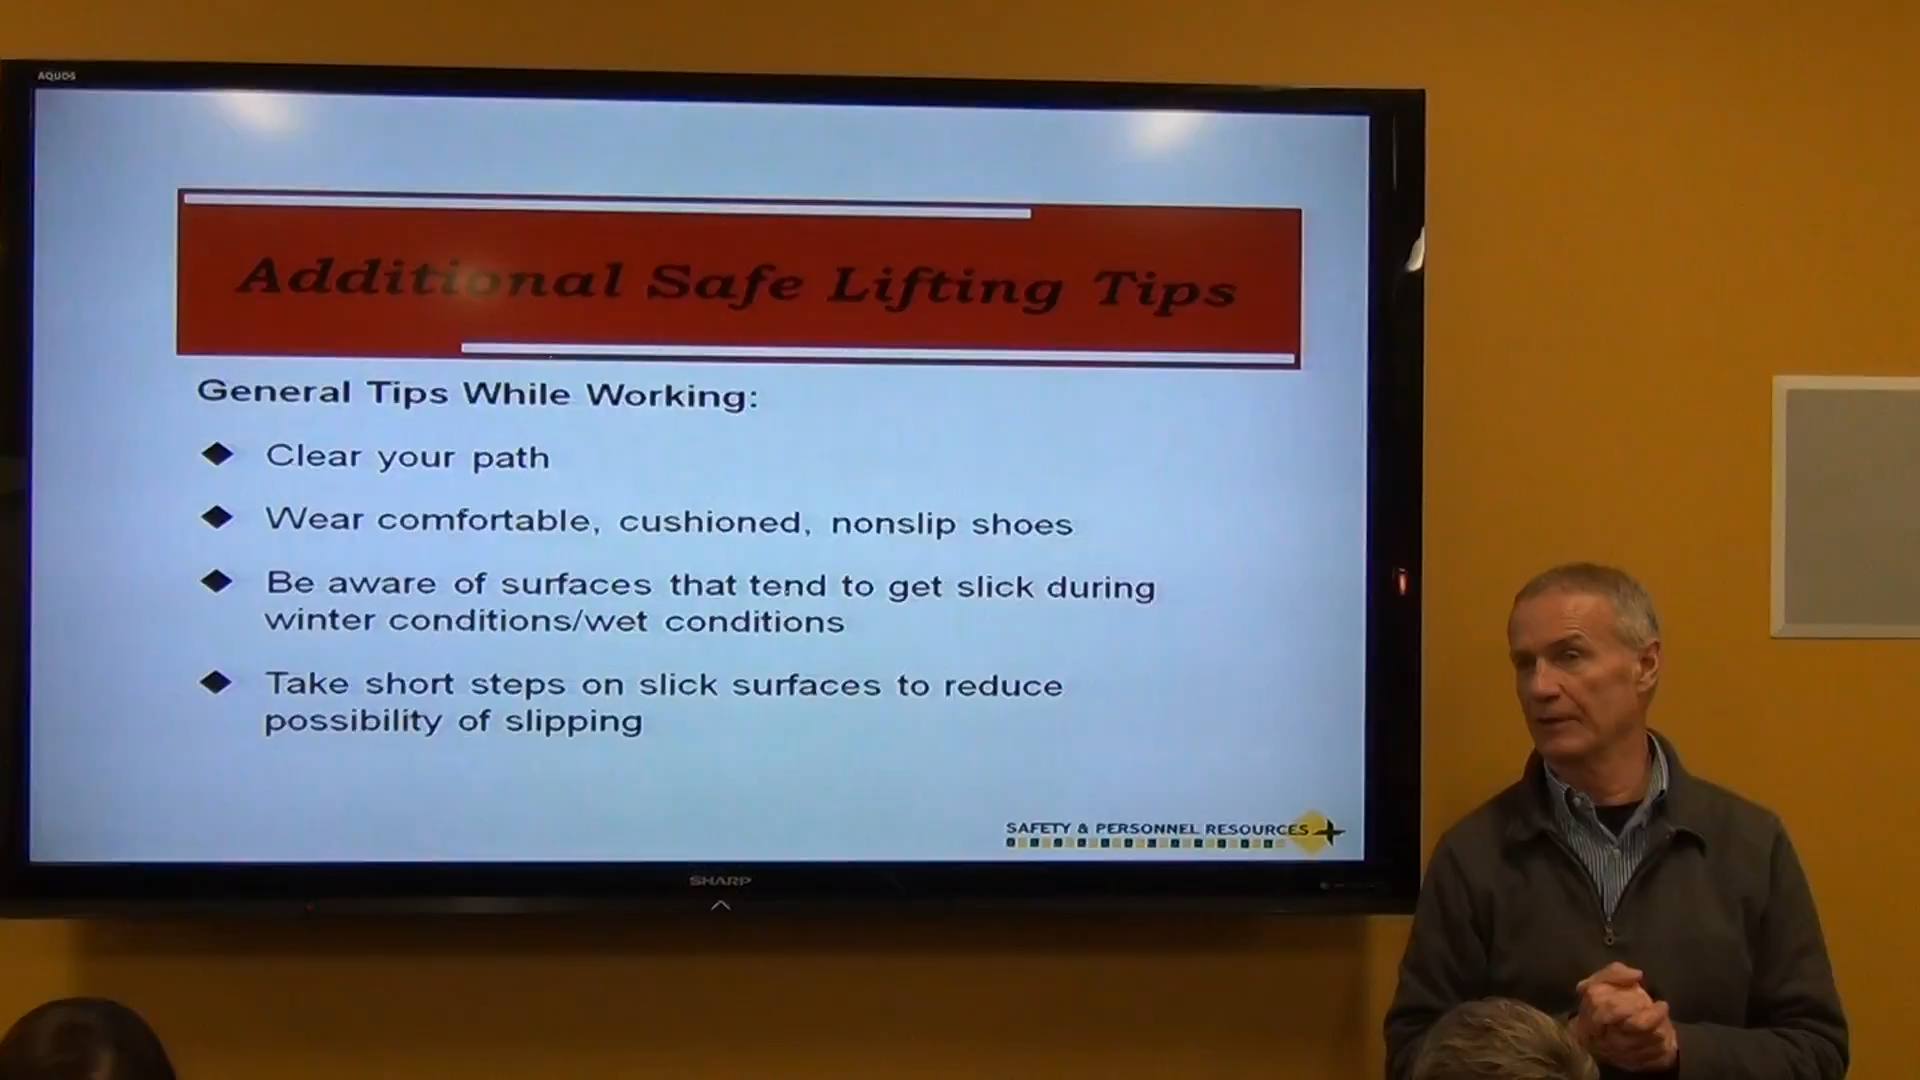 AQUOS
Additional Safe Lifting Tips
General Tips While Working:
Clear your path
Wear comfortable, cushioned, nonslip shoes
Be aware of surfaces that tend to get slick during
winter conditions/wet conditions
Take short steps on slick surfaces to reduce
possibility of slipping
SAFETY & PERSONNEL RESOURCES
SHARP